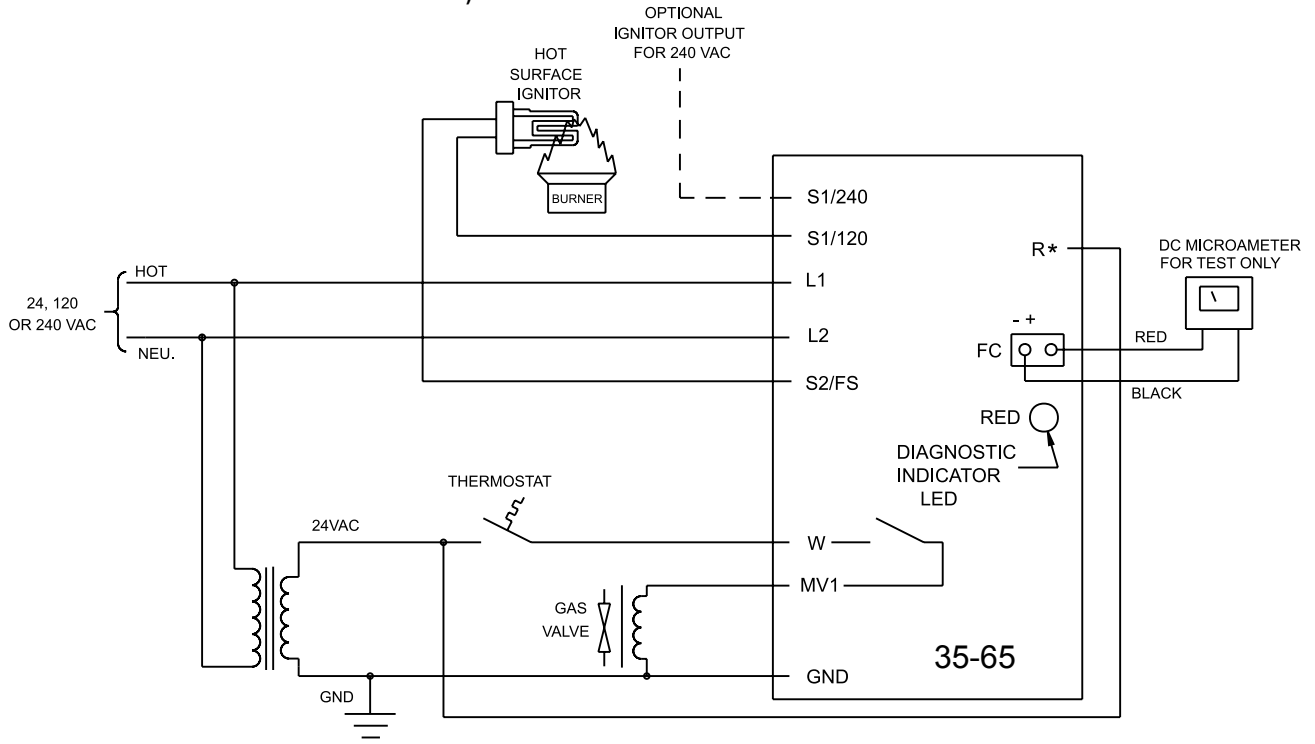 OPTIONAL
IGNITOR OUTPUT
FOR 240 VAC
HOT
SURFACE
IGNITOR
BURNER
S1/240
S1/120
R*
DC MICROAMETER
FOR TEST ONLY
HOT
L1
24, 120
OR 240 VAC
- +
L2
RED
NEU.
FC
S2/FS
BLACK
RED
DIAGNOSTIC
INDICATOR
LED
THERMOSTAT
24VAC
W
MV1
GAS
VALVE
35-65
GND
GND